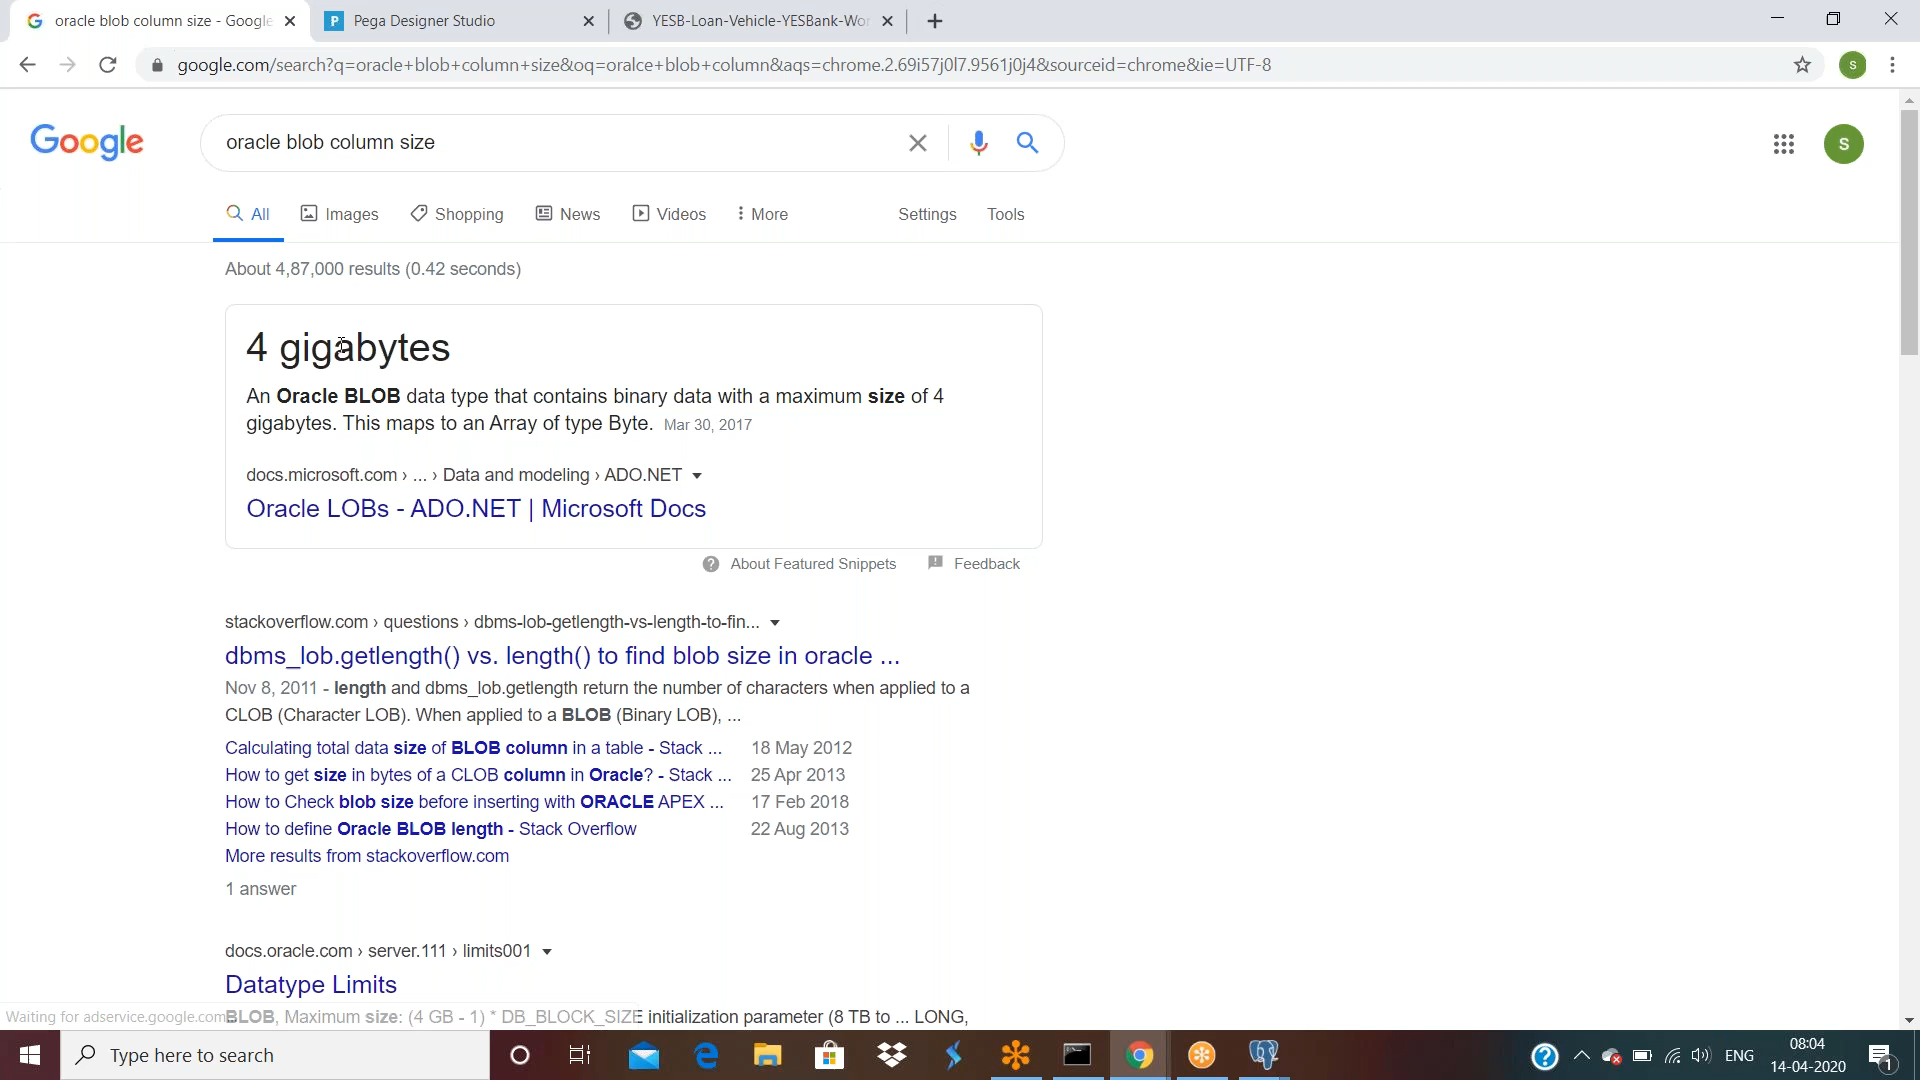 oracle blob column size - Google
Pega Designer Studio
YESB-Loan-Vehicle-YESBank-Wor
google.com/search?q=oracle+blob+column+size&oq=oralce+blob+column&aqs=chrome.2.69i57j0l7.9561j0j4&sourceid=chrome&ie=UTF-8
S
Google
oracle blob column size
S
All
Images
Shopping
News
Videos
More
Settings
Tools
About 4,87,000 results (0.42 seconds)
4 gigabytes
An Oracle BLOB data type that contains binary data with a maximum size of 4
gigabytes. This maps to an Array of type Byte. Mar 30, 2017
docs.microsoft.com › ... › Data and modeling › ADO.NET
Oracle LOBs - ADO.NET | Microsoft Docs
About Featured Snippets
Feedback
stackoverflow.com › questions › dbms-lob-getlength-vs-length-to-fin...
dbms_lob.getlength() vs. length() to find blob size in oracle ...
Nov 8, 2011 - length and dbms_lob.getlength return the number of characters when applied to a
CLOB (Character LOB). When applied to a BLOB (Binary LOB), ...
Calculating total data size of BLOB column in a table - Stack ... 18 May 2012
How to get size in bytes of a CLOB column in Oracle? - Stack ... 25 Apr 2013
How to Check blob size before inserting with ORACLE APEX ... 17 Feb 2018
How to define Oracle BLOB length - Stack Overflow 22 Aug 2013
More results from stackoverflow.com
1 answer
docs.oracle.com › server.111 › limits001
Datatype Limits
Waiting for adservice.google.com
BLOB, Maximum size: (4 GB - 1) * DB_BLOCK_SIZE initialization parameter (8 TB to ... LONG,
Type here to search
ENG
08:04
14-04-2020
1